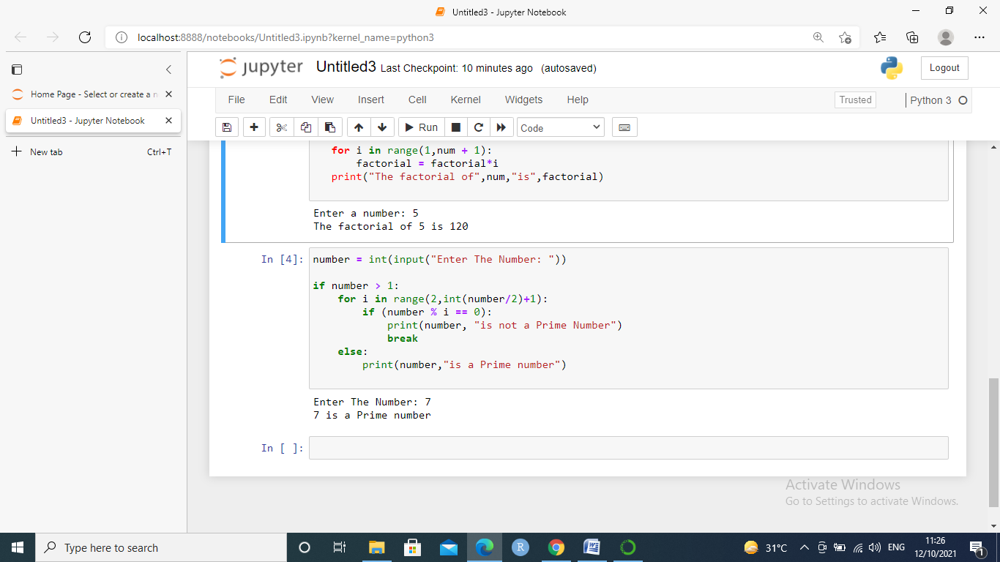 Untitled3 - Jupyter Notebook
localhost:8888/notebooks/Untitled3.ipynb?kernel_name=python3
Home Page - Select or create a n
Untitled3 - Jupyter Notebook
New tab Ctrl+T
jupyter Untitled3 Last Checkpoint: 10 minutes ago (autosaved)
Logout
File Edit View Insert Cell Kernel Widgets Help
Trusted
Python 3
Run
Code
for i in range(1,num + 1):
factorial = factorial*i
print("The factorial of",num,"is",factorial)
Enter a number: 5
The factorial of 5 is 120
In [4]: number = int(input("Enter The Number: "))
if number > 1:
for i in range(2,int(number/2)+1):
if (number % i == 0):
print(number, "is not a Prime Number")
break
else:
print(number,"is a Prime number")
Enter The Number: 7
7 is a Prime number
In [ ]:
Activate Windows
Go to Settings to activate Windows.
Type here to search
R
W
31°C
ENG
11:26
12/10/2021
1